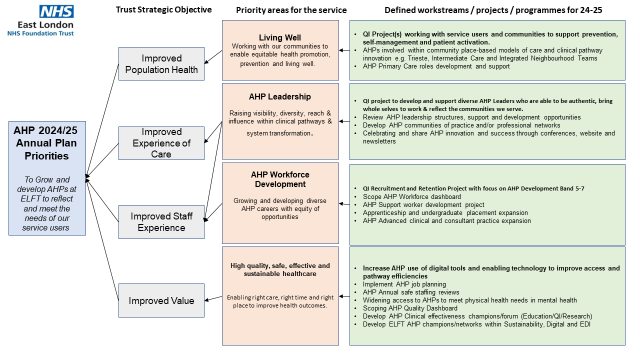 NHS
East London
NHS Foundation Trust
Trust Strategic Objective
Priority areas for the service
Defined workstreams / projects / programmes for 24-25
AHP 2024/25
Annual Plan
Priorities
To Grow and
develop AHPs at
ELFT to reflect
and meet the
needs of our
service users
Improved
Population Health
Improved
Experience of
Care
Improved Staff
Experience
Improved Value
Living Well
Working with our communities to
enable equitable health promotion,
prevention and living well.
AHP Leadership
Raising visibility, diversity, reach &
influence within clinical pathways &
system transformation.
AHP Workforce
Development
Growing and developing diverse
AHP careers with equity of
opportunities
High quality, safe, effective and
sustainable healthcare
Enabling right care, right time and right
place to improve health outcomes.
• QI Project(s) working with service users and communities to support prevention,
self-management and patient activation.
• AHPs involved within community place-based models of care and clinical pathway
innovation e.g. Trieste, Intermediate Care and Integrated Neighbourhood Teams
• AHP Primary Care roles development and support
• QI project to develop and support diverse AHP Leaders who are able to be authentic, bring
whole selves to work & reflect the communities we serve.
• Review AHP leadership structures, support and development opportunities
• Develop AHP communities of practice and/or professional networks
• Celebrating and share AHP innovation and success through conferences, website and
newsletters
• QI Recruitment and Retention Project with focus on AHP Development Band 5-7
• Scope AHP Workforce dashboard
• AHP Support worker development project
• Apprenticeship and undergraduate placement expansion
• AHP Advanced clinical and consultant practice expansion
• Increase AHP use of digital tools and enabling technology to improve access and
pathway efficiencies
• Implement AHP job planning
• AHP Annual safe staffing reviews
• Widening access to AHPs to meet physical health needs in mental health
• Scoping AHP Quality Dashboard
• Develop AHP Clinical effectiveness champions/forum (Education/QI/Research)
• Develop ELFT AHP champions/networks within Sustainability, Digital and EDI